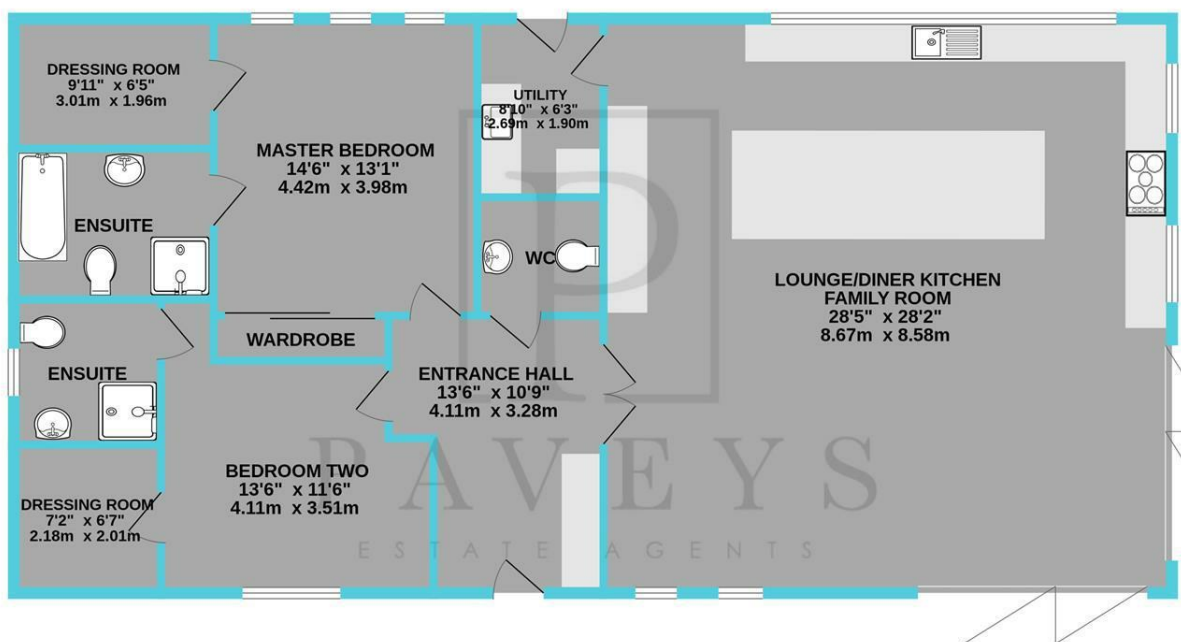 DRESSING ROOM
9'11" x 6'5"
3.01m x 1.96m
UTILITY
8'10" x 6'3"
2.69m x 1.90m
MASTER BEDROOM
14'6" x 13'1"
4.42m x 3.98m
ENSUITE
WC
LOUNGE/DINER KITCHEN
FAMILY ROOM
28'5" x 28'2"
8.67m x 8.58m
WARDROBE
ENSUITE
ENTRANCE HALL
13'6" x 10'9"
4.11m x 3.28m
BEDROOM TWO
13'6" x 11'6"
4.11m x 3.51m
DRESSING ROOM
7'2" x 6'7"
2.18m x 2.01m
P
PAVEYS
ESTATE AGENTS